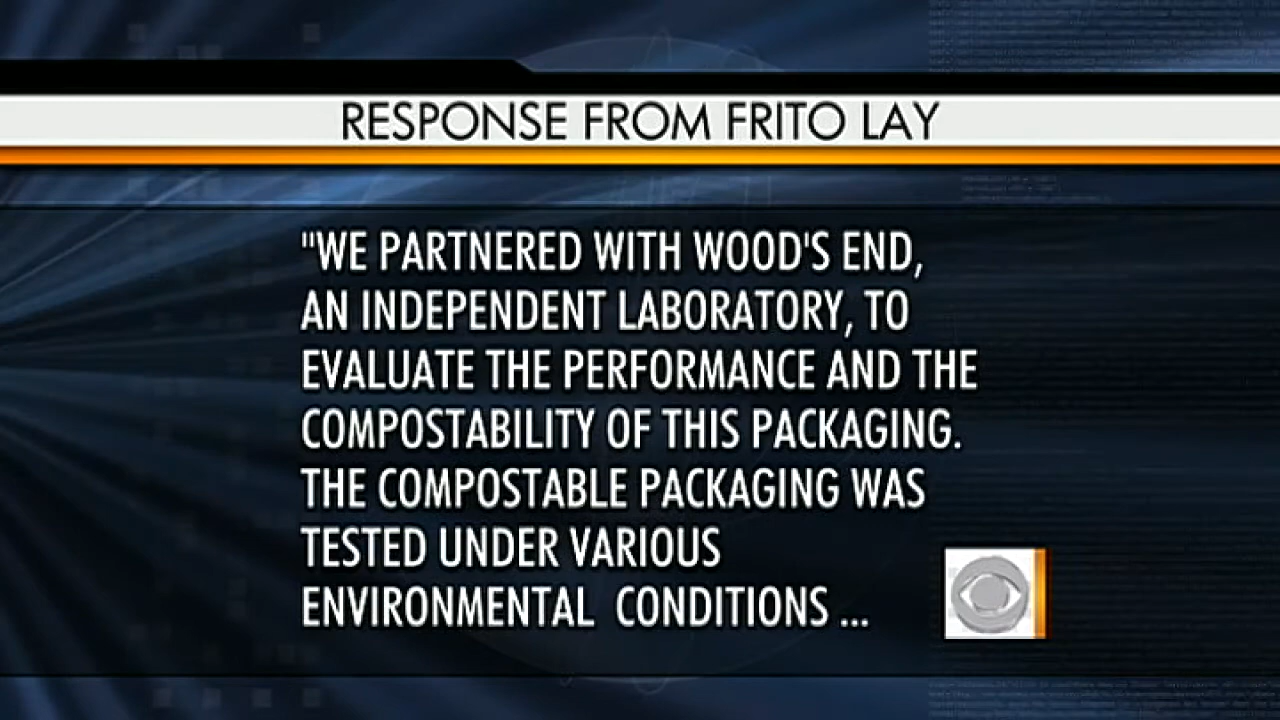 RESPONSE FROM FRITO LAY
"WE PARTNERED WITH WOOD'S END,
AN INDEPENDENT LABORATORY, TO
EVALUATE THE PERFORMANCE AND THE
COMPOSTABILITY OF THIS PACKAGING.
THE COMPOSTABLE PACKAGING WAS
TESTED UNDER VARIOUS
ENVIRONMENTAL  CONDITIONS ...